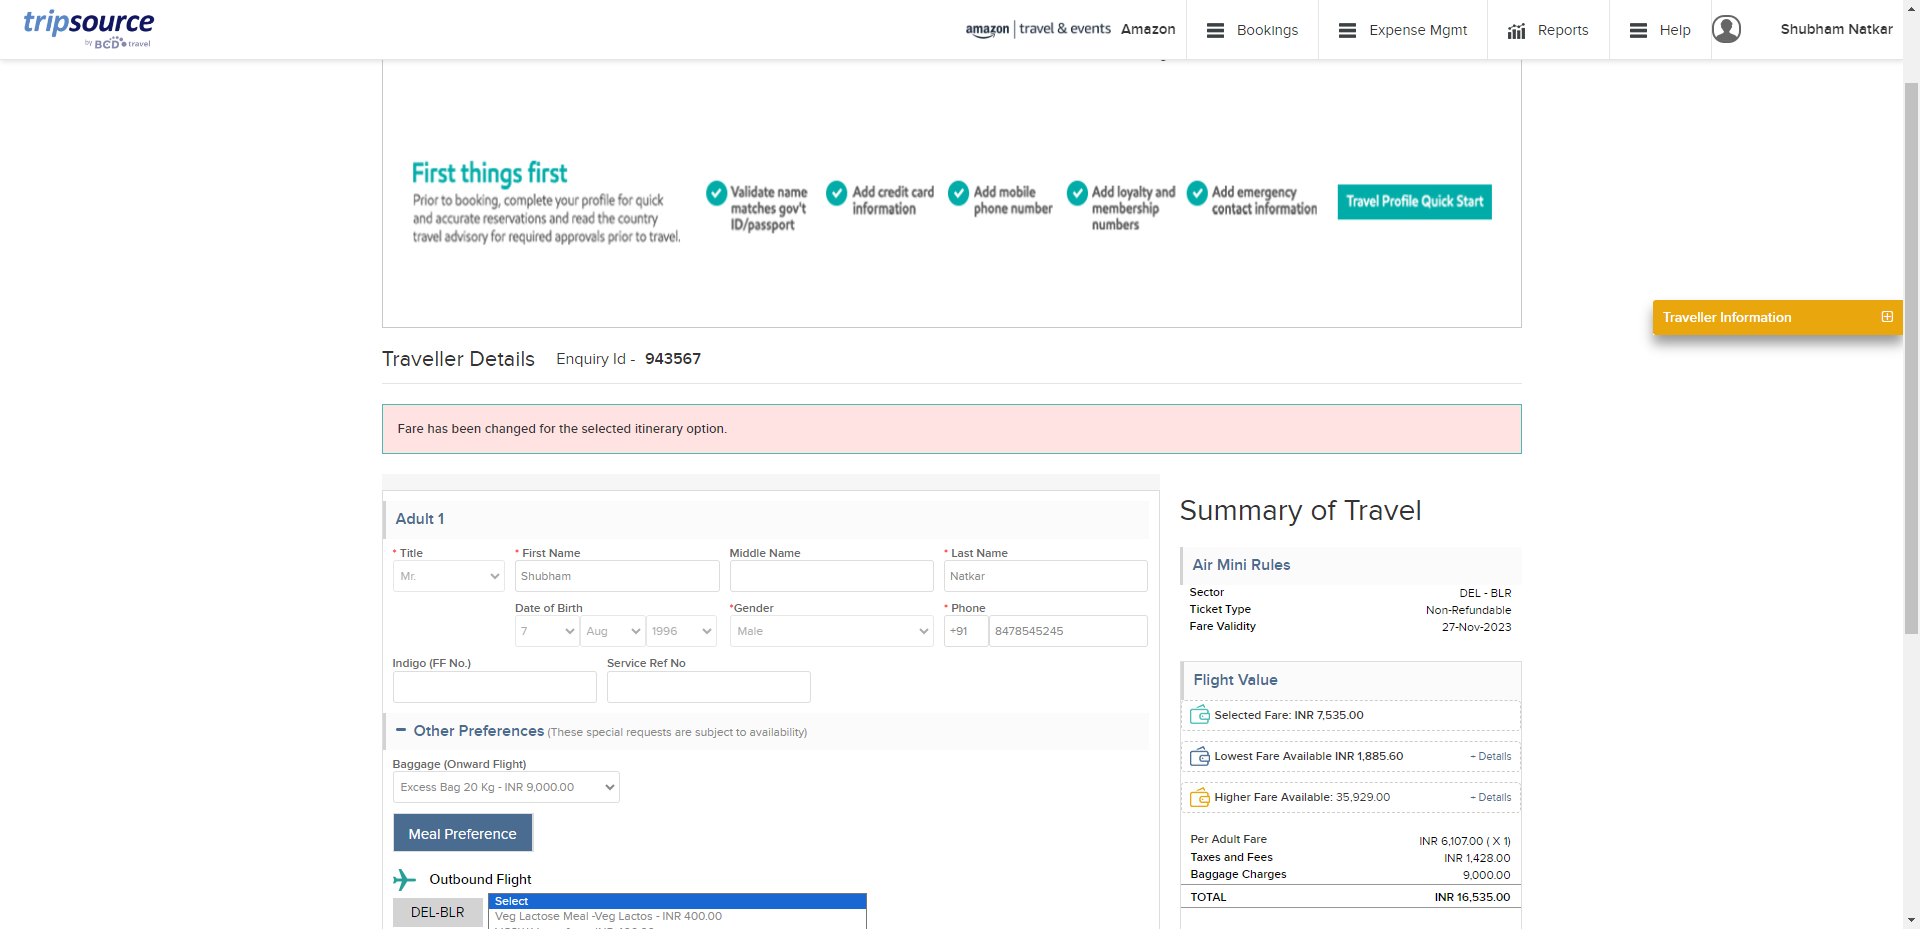 tripsource
by BCD travel
amazon travel & events Amazon
Bookings
Expense Mgmt
Reports
Help
Shubham Natkar
First things first
Prior to booking, complete your profile for quick
and accurate reservations and read the country
travel advisory for required approvals prior to travel.
Validate name
matches gov't
ID/passport
Add credit card
information
Add mobile
phone number
Add loyalty and
membership
numbers
Add emergency
contact information
Travel Profile Quick Start
Traveller Information
Traveller Details Enquiry Id - 943567
Fare has been changed for the selected itinerary option.
Adult 1
* Title * First Name Middle Name * Last Name
Mr. Shubham Natkar
Date of Birth *Gender * Phone
7 Aug 1996 Male +91 8478545245
Indigo (FF No.) Service Ref No
Other Preferences (These special requests are subject to availability)
Baggage (Onward Flight)
Excess Bag 20 Kg - INR 9,000.00
Meal Preference
Outbound Flight
DEL-BLR
Select
Veg Lactose Meal -Veg Lactos - INR 400.00
Summary of Travel
Air Mini Rules
Sector DEL - BLR
Ticket Type Non-Refundable
Fare Validity 27-Nov-2023
Flight Value
Selected Fare: INR 7,535.00
Lowest Fare Available INR 1,885.60 + Details
Higher Fare Available: 35,929.00 + Details
Per Adult Fare INR 6,107.00 ( X 1)
Taxes and Fees INR 1,428.00
Baggage Charges 9,000.00
TOTAL INR 16,535.00